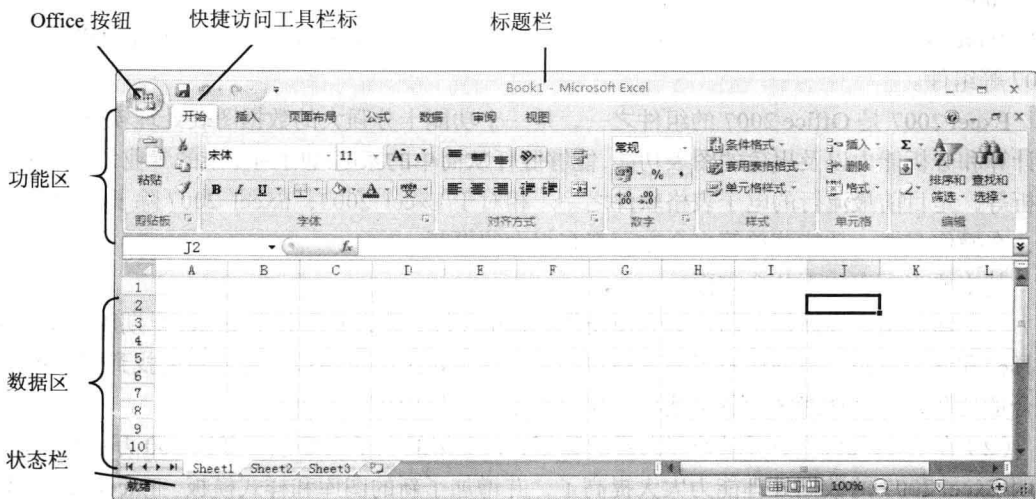 Office 按钮 快捷访问工具栏标 标题栏
Book1 - Microsoft Excel
开始 插入 页面布局 公式 数据 审阅 视图
功能区
粘贴
宋体 11 A A
B I U A
常规
% ,
条件格式
套用表格格式
单元格样式
插入
删除
格式
Σ
排序和筛选
查找和选择
剪贴板 字体 对齐方式 数字 样式 单元格 编辑
J2 fx
A B C D E F G H I J K L
1
2
3
4
5
6
7
8
9
10
数据区
状态栏
Sheet1 Sheet2 Sheet3
就绪 100%